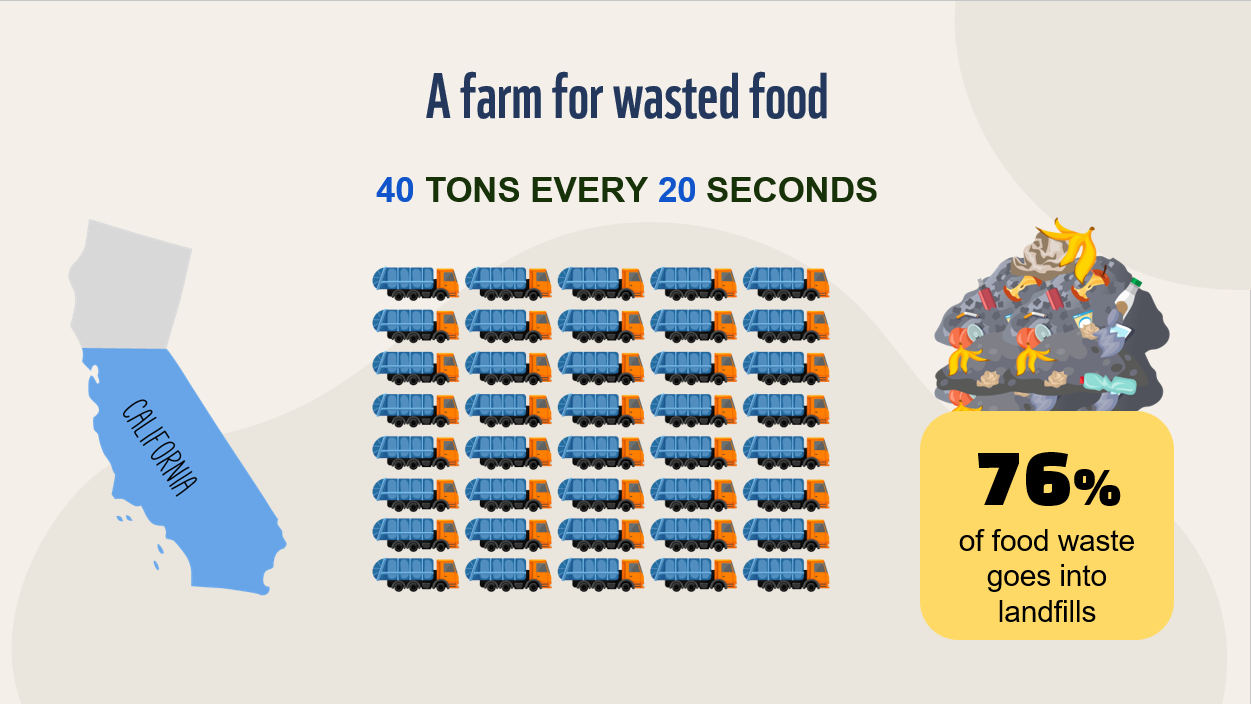 A farm for wasted food
40 TONS EVERY 20 SECONDS
CALIFORNIA
76%
of food waste
goes into
landfills